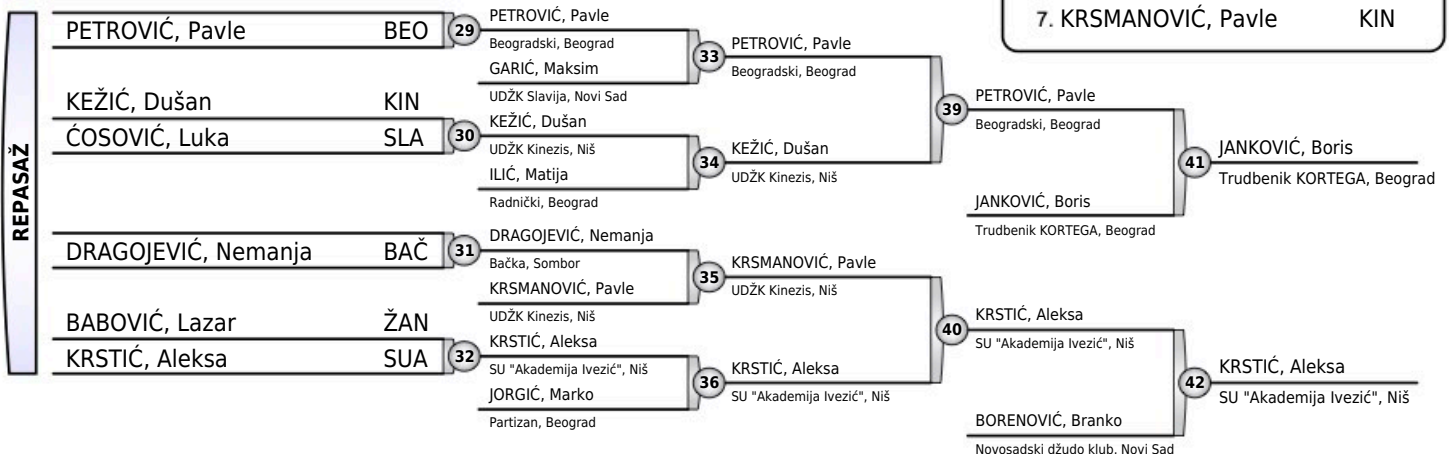 7. KRSMANOVIĆ, Pavle KIN
REPASAŽ
PETROVIĆ, Pavle BEO
KEŽIĆ, Dušan KIN
ĆOSOVIĆ, Luka SLA
DRAGOJEVIĆ, Nemanja BAČ
BABOVIĆ, Lazar ŽAN
KRSTIĆ, Aleksa SUA
29
PETROVIĆ, Pavle
Beogradski, Beograd
GARIĆ, Maksim
UDŽK Slavija, Novi Sad
30
KEŽIĆ, Dušan
UDŽK Kinezis, Niš
ILIĆ, Matija
Radnički, Beograd
31
DRAGOJEVIĆ, Nemanja
Bačka, Sombor
KRSMANOVIĆ, Pavle
UDŽK Kinezis, Niš
32
KRSTIĆ, Aleksa
SU "Akademija Ivezić", Niš
JORGIĆ, Marko
Partizan, Beograd
33
PETROVIĆ, Pavle
Beogradski, Beograd
34
KEŽIĆ, Dušan
UDŽK Kinezis, Niš
35
KRSMANOVIĆ, Pavle
UDŽK Kinezis, Niš
36
KRSTIĆ, Aleksa
SU "Akademija Ivezić", Niš
39
PETROVIĆ, Pavle
Beogradski, Beograd
JANKOVIĆ, Boris
Trudbenik KORTEGA, Beograd
40
KRSTIĆ, Aleksa
SU "Akademija Ivezić", Niš
BORENOVIĆ, Branko
Novosadski džudo klub, Novi Sad
41
JANKOVIĆ, Boris
Trudbenik KORTEGA, Beograd
42
KRSTIĆ, Aleksa
SU "Akademija Ivezić", Niš